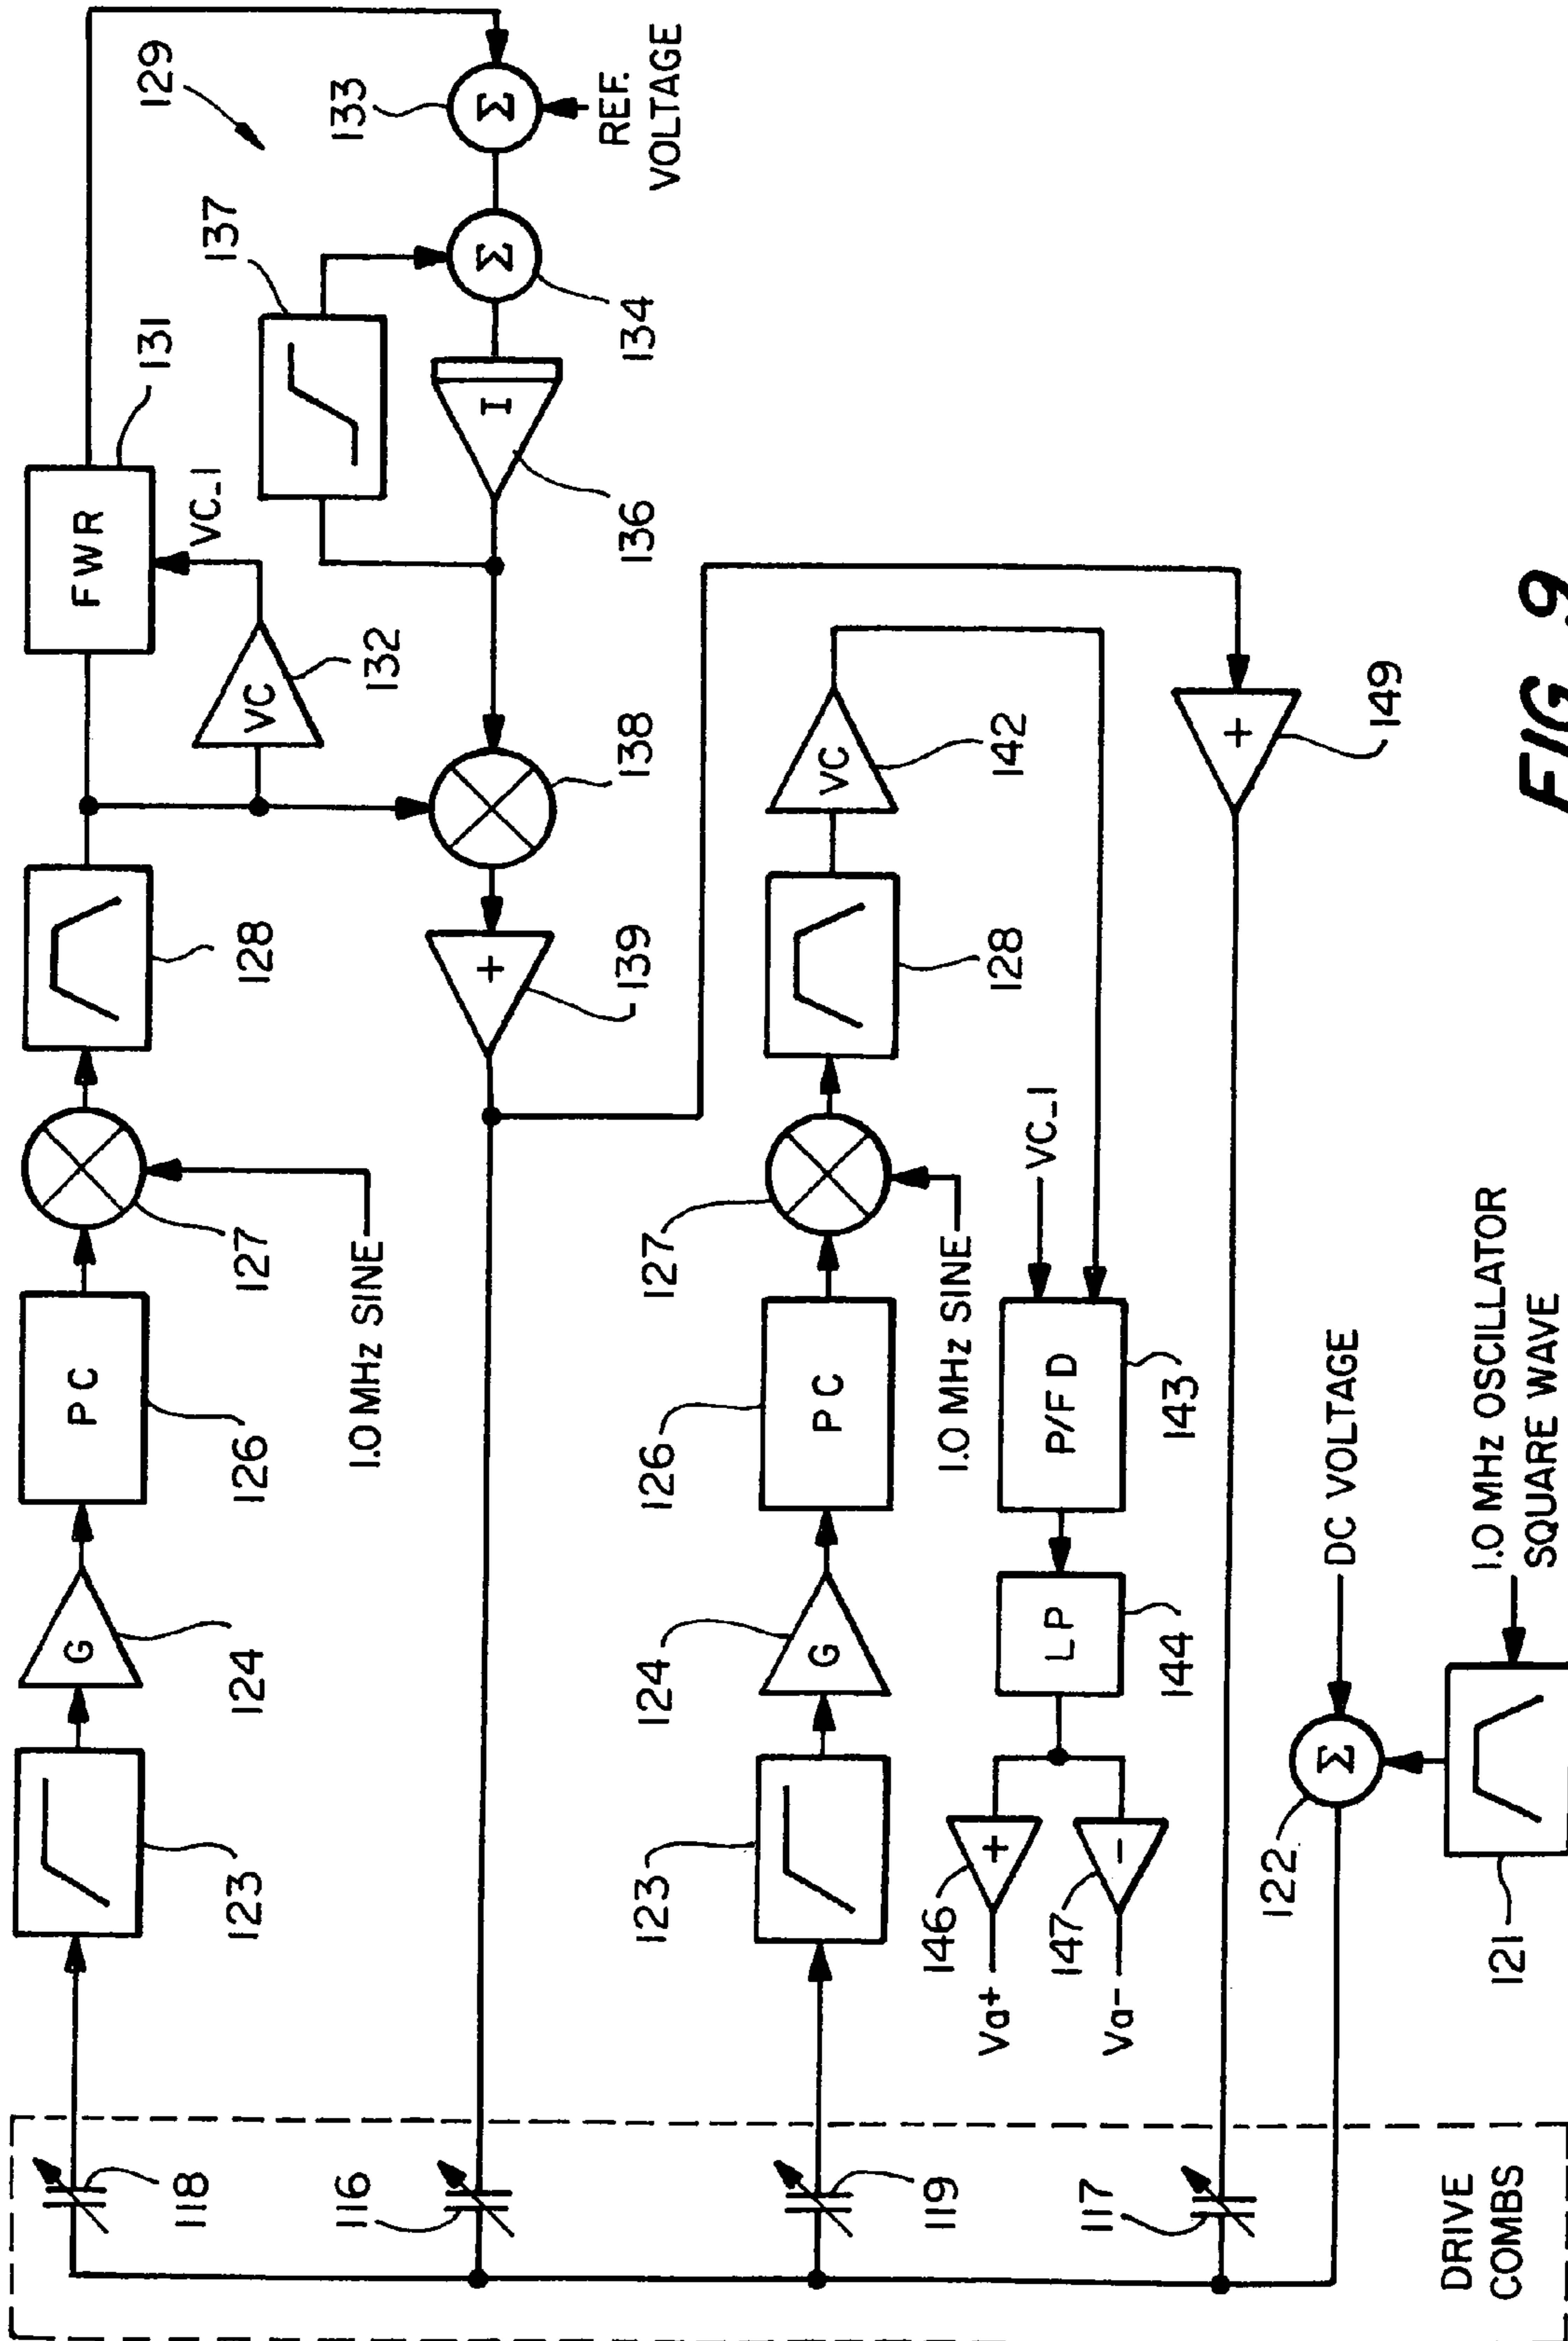 129
131
FWR
VC_1
137
133
Σ
REF.
VOLTAGE
Σ
134
I
136
VC
132
138
128
+
139
127
1.0 MHz SINE
PC
126
G
124
123
118
116
119
117
DRIVE
COMBS
123
G
124
PC
126
127
1.0 MHz SINE
128
VC
142
VC_1
P/FD
143
LP
144
+
146
Va+
-
147
Va-
+
149
DC VOLTAGE
Σ
122
1.0 MHz OSCILLATOR
SQUARE WAVE
121
FIG. 9